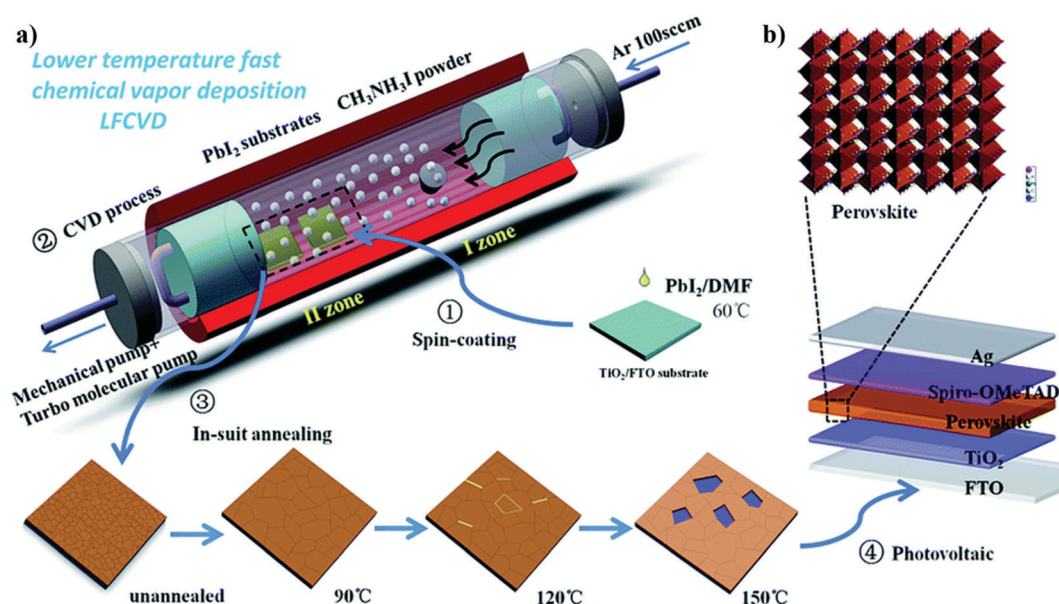 a)
Lower temperature fast
chemical vapor deposition
LFCVD
Ar 100sccm
CH₃NH₃I powder
PbI₂ substrates
② CVD process
I zone
II zone
Mechanical pump+
Turbo molecular pump
①
Spin-coating
PbI₂/DMF
60℃
TiO₂/FTO substrate
③
In-suit annealing
unannealed
90℃
120℃
150℃
④ Photovoltaic
b)
Perovskite
Ag
Spiro-OMeTAD
Perovskite
TiO₂
FTO